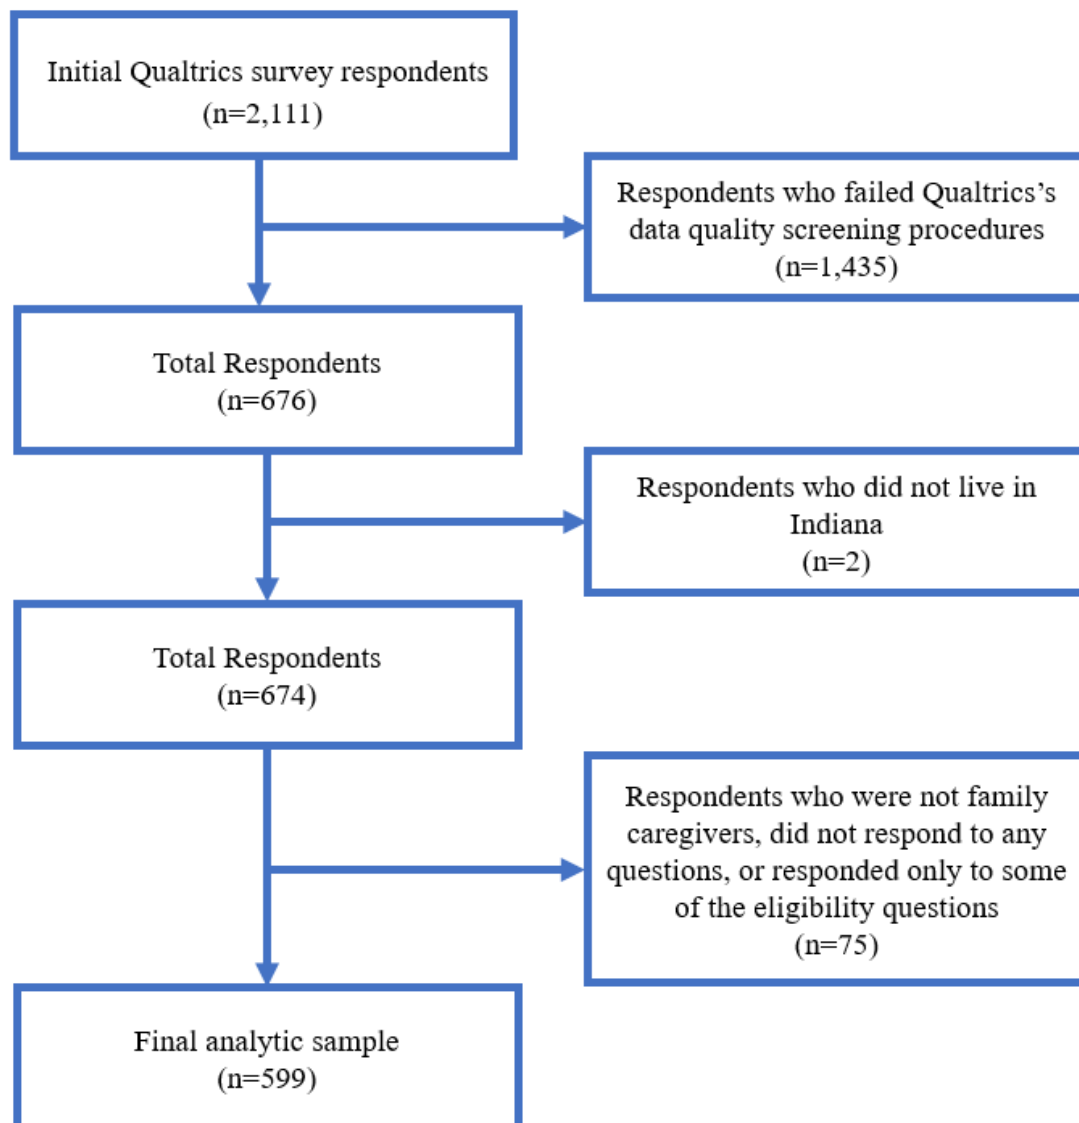 Initial Qualtrics survey respondents
(n=2,111)
Respondents who failed Qualtrics’s
data quality screening procedures
(n=1,435)
Total Respondents
(n=676)
Respondents who did not live in
Indiana
(n=2)
Total Respondents
(n=674)
Respondents who were not family
caregivers, did not respond to any
questions, or responded only to some
of the eligibility questions
(n=75)
Final analytic sample
(n=599)